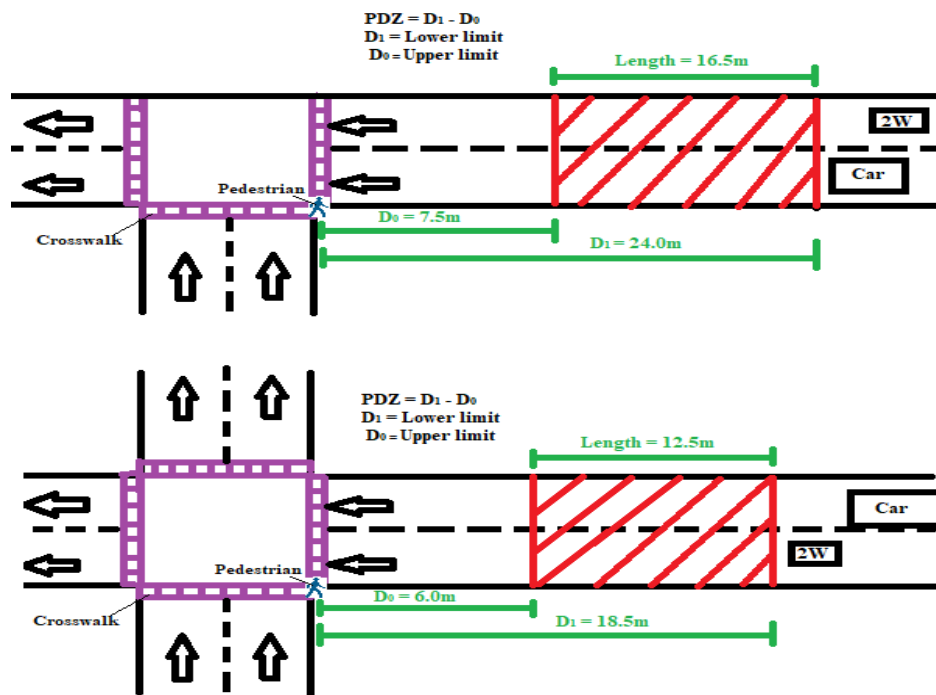 PDZ = D₁ - D₀
D₁ = Lower limit
D₀ = Upper limit
Length = 16.5m
2W
Car
Pedestrian
D₀ = 7.5m
Crosswalk
D₁ = 24.0m
PDZ = D₁ - D₀
D₁ = Lower limit
D₀ = Upper limit
Length = 12.5m
Car
2W
Pedestrian
D₀ = 6.0m
Crosswalk
D₁ = 18.5m